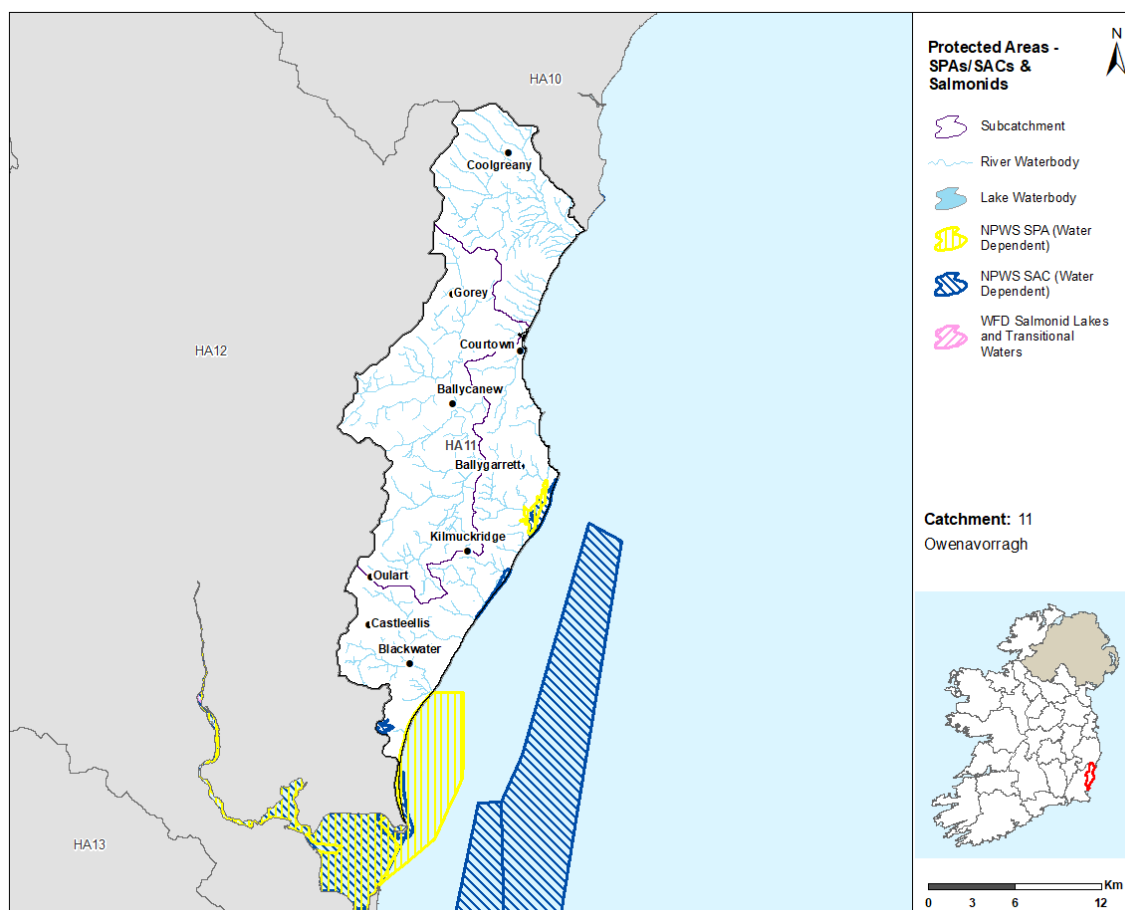 HA10
Coolgreany
Gorey
Courtown
HA12
Ballycanew
HA11
Ballygarrett
Kilmuckridge
Oulart
Castleellis
Blackwater
HA13
Protected Areas -
SPAs/SACs &
Salmonids
N
Subcatchment
River Waterbody
Lake Waterbody
NPWS SPA (Water
Dependent)
NPWS SAC (Water
Dependent)
WFD Salmonid Lakes
and Transitional
Waters
Catchment: 11
Owenavorragh
Km
0 3 6 12